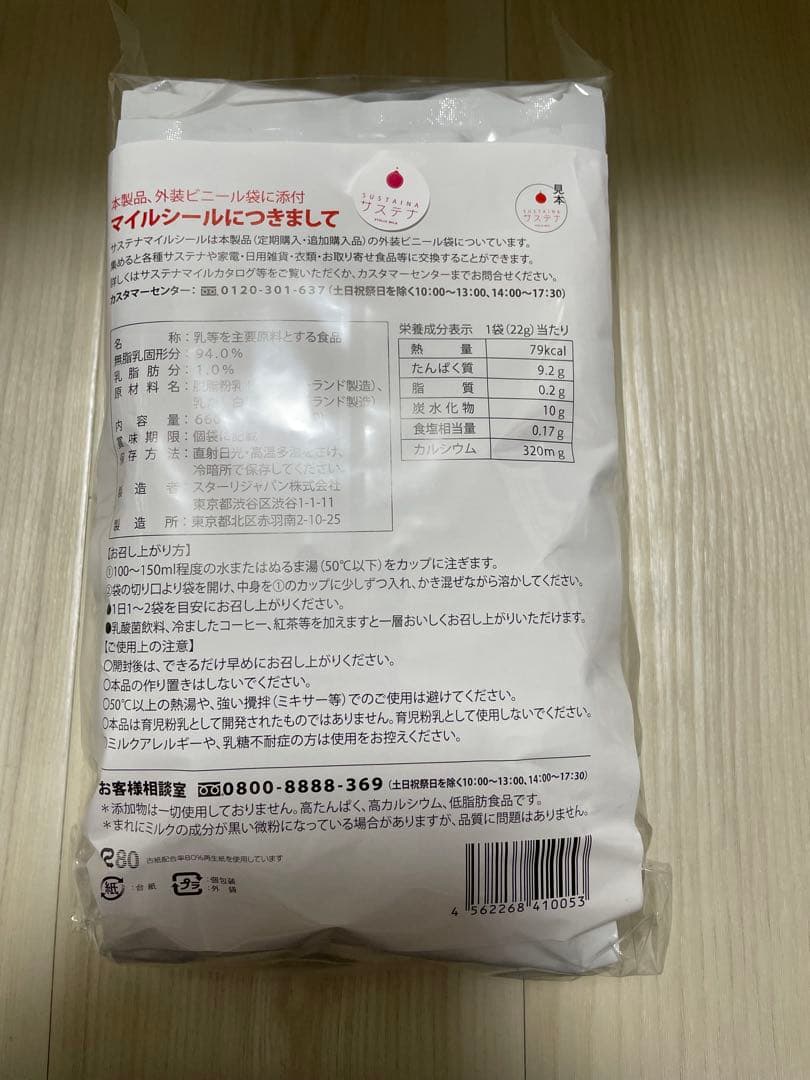 本製品、外装ビニール袋に添付
マイルシールにつきまして
SUSTAINA
サステナ
見本
SUSTAINA
サステナ
サステナマイルシールは本製品(定期購入・追加購入品)の外装ビニール袋についています。
集めると各種サステナや家電・日用雑貨・衣類・お取り寄せ食品等に交換することができます。
詳しくはサステナマイルカタログ等をご覧いただくか、カスタマーセンターまでお問合せください。
カスタマーセンター: 0120-301-637(土日祝祭日を除く10:00〜13:00、14:00〜17:30)
名称:乳等を主要原料とする食品
無脂乳固形分:94.0%
乳脂肪分:1.0%
原材料名:脱脂粉乳 ランド製造)、
乳 ランド製造)
内容量:660
賞味期限:個袋に
保存方法:直射日光・高温多湿を避け、
冷暗所で保存してください。
製造者:スターリジャパン株式会社
東京都渋谷区渋谷1-1-11
製造所:東京都北区赤羽南2-10-25
栄養成分表示 1袋(22g)当たり
熱量 79kcal
たんぱく質 9.2g
脂質 0.2g
炭水化物 10g
食塩相当量 0.17g
カルシウム 320mg
【お召し上がり方】
①100〜150ml程度の水またはぬるま湯(50℃以下)をカップに注ぎます。
②袋の切り口より袋を開け、中身を①のカップに少しずつ入れ、かき混ぜながら溶かしてください。
●1日1〜2袋を目安にお召し上がりください。
●乳酸菌飲料、冷ましたコーヒー、紅茶等を加えますと一層おいしくお召し上がりいただけます。
【ご使用上の注意】
○開封後は、できるだけ早めにお召し上がりください。
○本品の作り置きはしないでください。
○50℃以上の熱湯や、強い攪拌(ミキサー等)でのご使用は避けてください。
○本品は育児粉乳として開発されたものではありません。育児粉乳として使用しないでください。
○ミルクアレルギーや、乳糖不耐症の方は使用をお控えください。
お客様相談室 0800-8888-369(土日祝祭日を除く10:00〜13:00、14:00〜17:30)
＊添加物は一切使用しておりません。高たんぱく、高カルシウム、低脂肪食品です。
＊まれにミルクの成分が黒い微粉になっている場合がありますが、品質に問題はありません。
R80 古紙配合率80%再生紙を使用しています
紙:台紙 プラ:個包装
:外袋
4 562268 410053